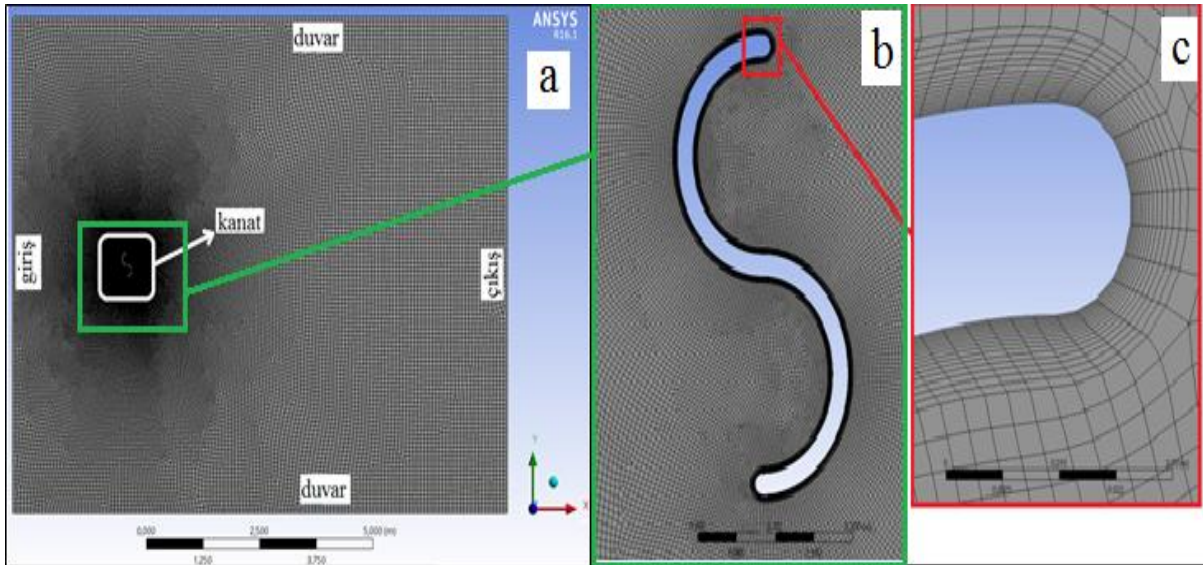 ANSYS
R16.1
duvar
a
giriş
kanat
çıkış
duvar
Y
X
0,000 2,500 5,000 (m)
1,250 3,750
b
c